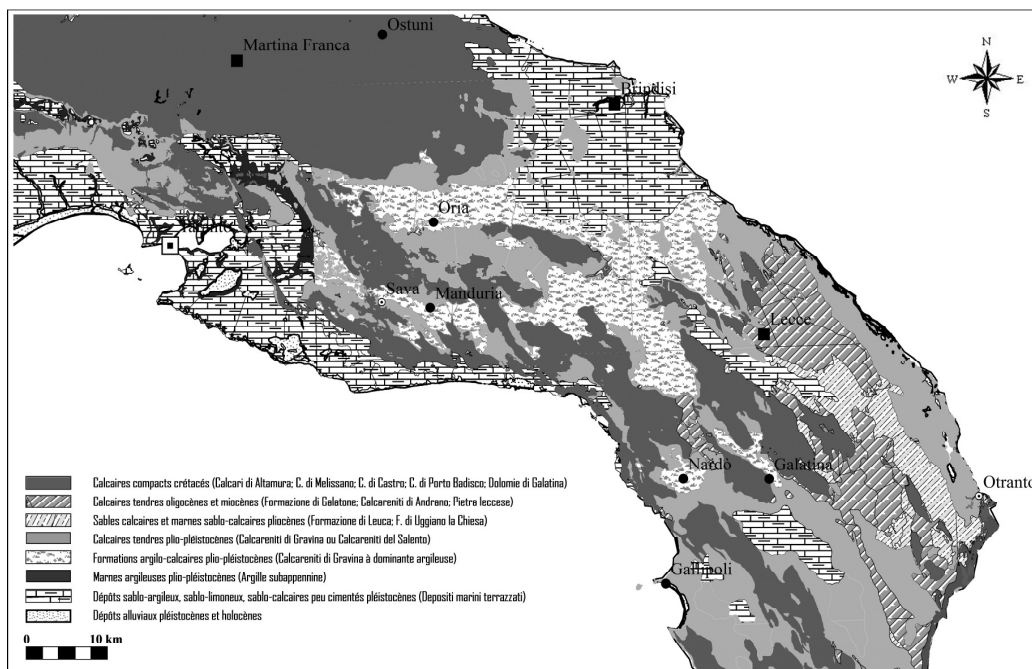 Ostuni
Martina Franca
N
W E
S
Brindisi
Oria
Taranto
Sava
Manduria
Lecce
Nardò
Galatina
Otranto
Gallipoli
Calcaires compacts crétacés (Calcari di Altamura; C. di Melissano; C. di Castro; C. di Porto Badisco; Dolomie di Galatina)
Calcaires tendres oligocènes et miocènes (Formazione di Galatone; Calcareniti di Andrano; Pietra leccese)
Sables calcaires et marnes sablo-calcaires pliocènes (Formazione di Leuca; F. di Uggiano la Chiesa)
Calcaires tendres plio-pléistocènes (Calcareniti di Gravina ou Calcareniti del Salento)
Formations argilo-calcaires plio-pléistocènes (Calcareniti di Gravina à dominante argileuse)
Marnes argileuses plio-pléistocènes (Argille subappennine)
Dépôts sablo-argileux, sablo-limoneux, sablo-calcaires peu cimentés pléistocènes (Depositi marini terrazzati)
Dépôts alluviaux pléistocènes et holocènes
0 10 km